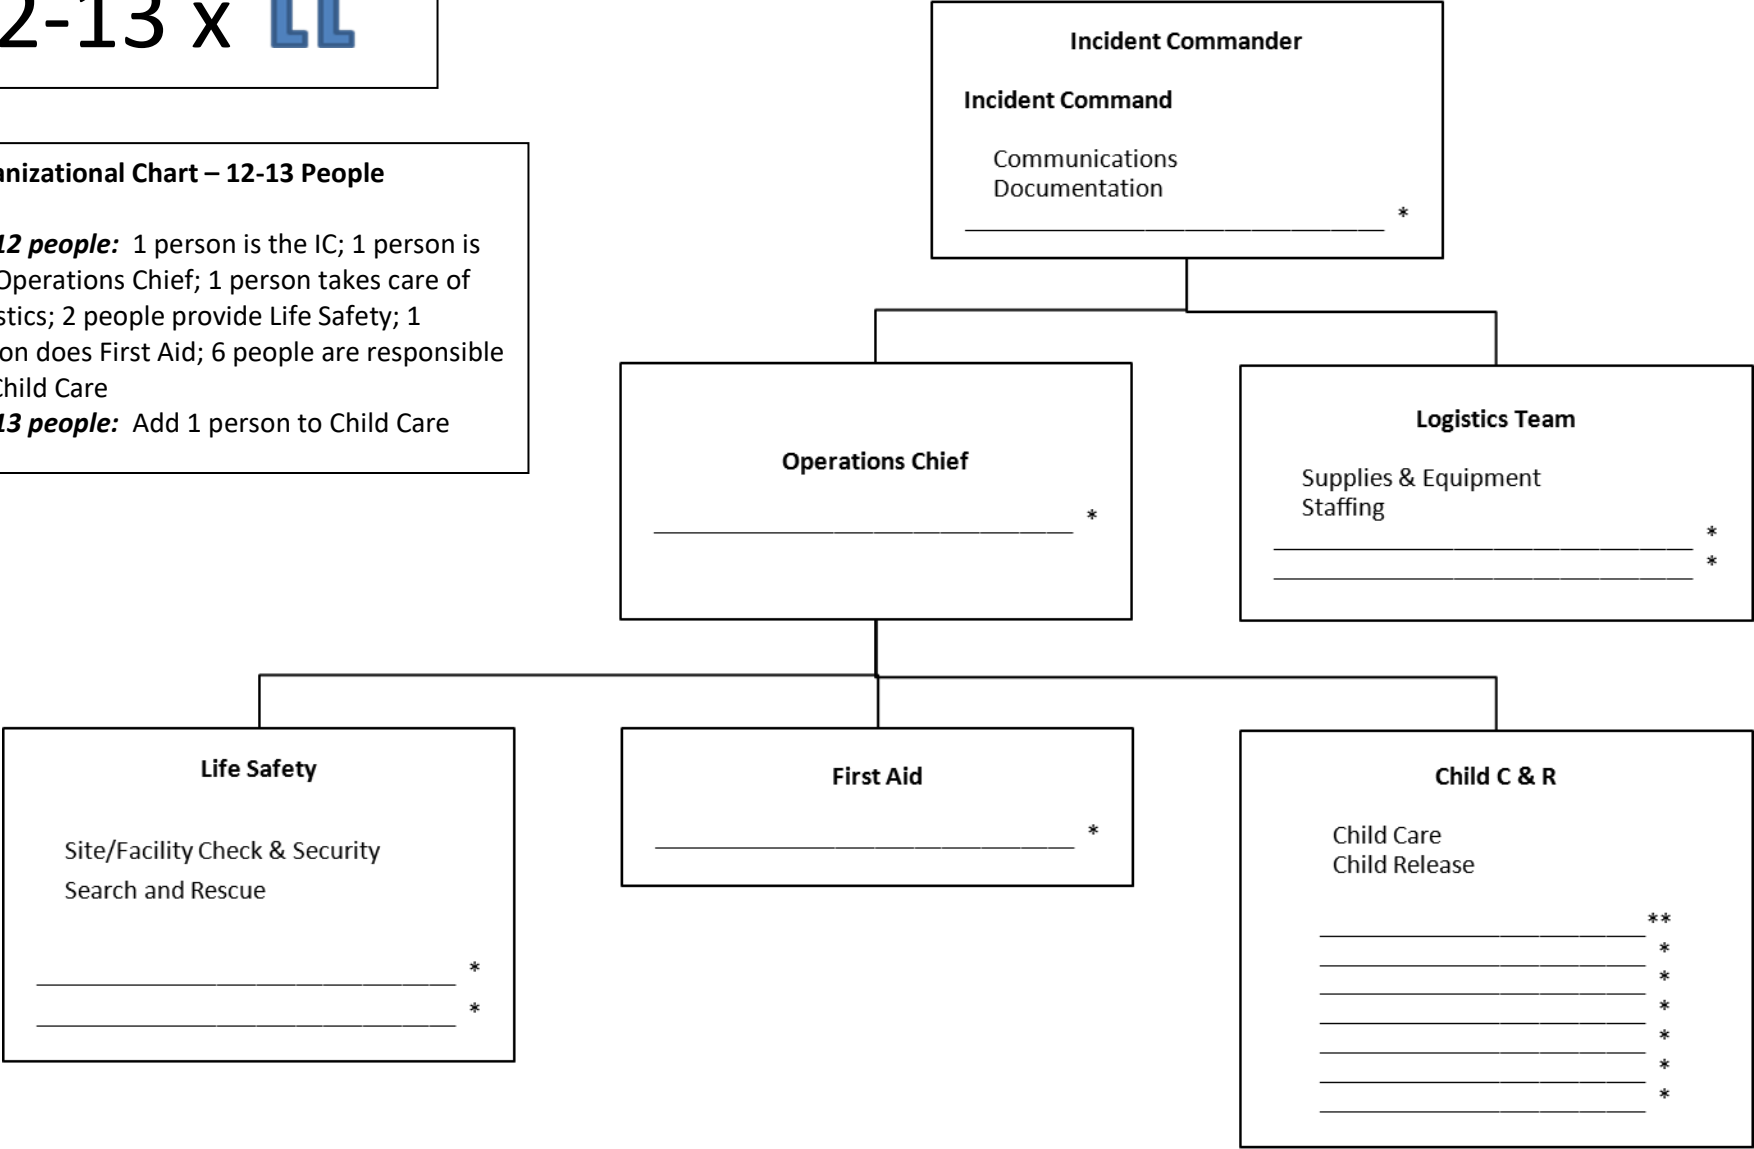 2-13 x
anizational Chart – 12-13 People
12 people: 1 person is the IC; 1 person is
Operations Chief; 1 person takes care of
stics; 2 people provide Life Safety; 1
on does First Aid; 6 people are responsible
Child Care
13 people: Add 1 person to Child Care
Incident Commander
Incident Command
Communications
Documentation
*
Operations Chief
*
Logistics Team
Supplies & Equipment
Staffing
*
*
Life Safety
Site/Facility Check & Security
Search and Rescue
*
*
First Aid
*
Child C & R
Child Care
Child Release
**
*
*
*
*
*
*